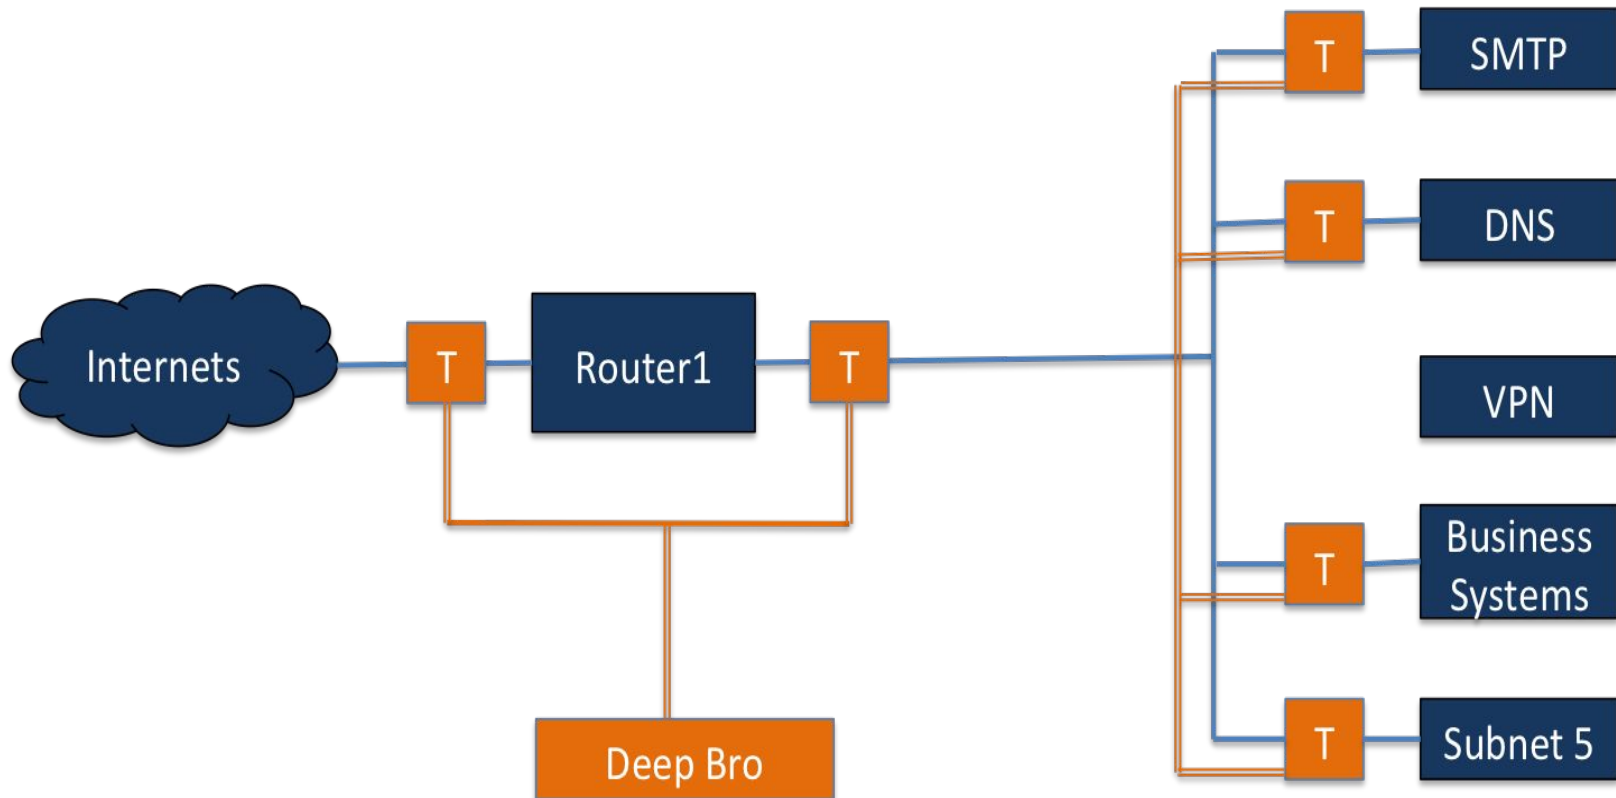 T
SMTP
T
DNS
Internets
T
Router1
T
VPN
T
Business
Systems
T
Subnet 5
Deep Bro